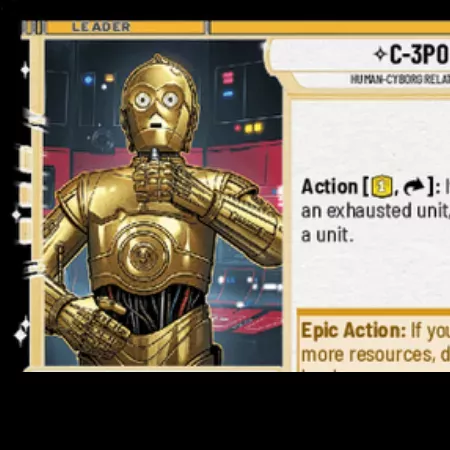 LEADER
C-3PO
HUMAN-CYBORG RELAT
Action [1, ]: I
an exhausted unit,
a unit.
Epic Action: If you
more resources, d